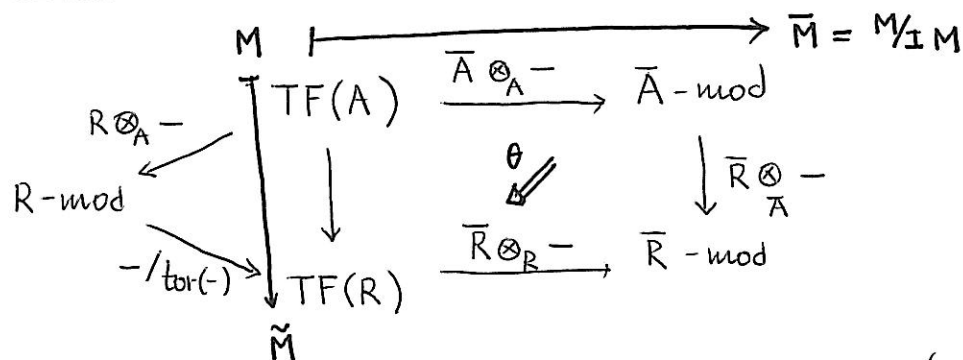 M ⟼ M̄ = M/IM
TF(A) Ā ⊗_A − Ā-mod
R ⊗_A −
θ
R̄ ⊗_Ā −
R-mod
R̄ ⊗_R −
−/tor(-)
TF(R) R̄-mod
M̃